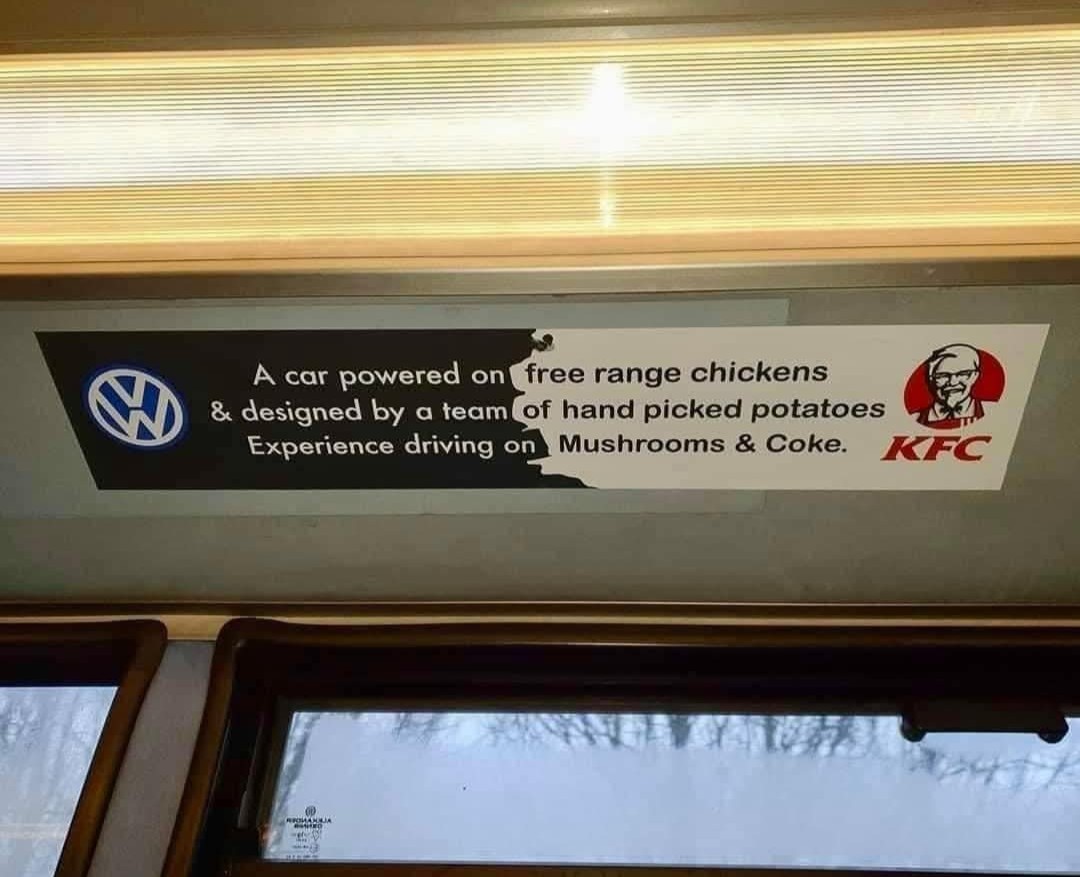 A car powered on free range chickens
& designed by a team of hand picked potatoes
Experience driving on Mushrooms & Coke.
VW
KFC